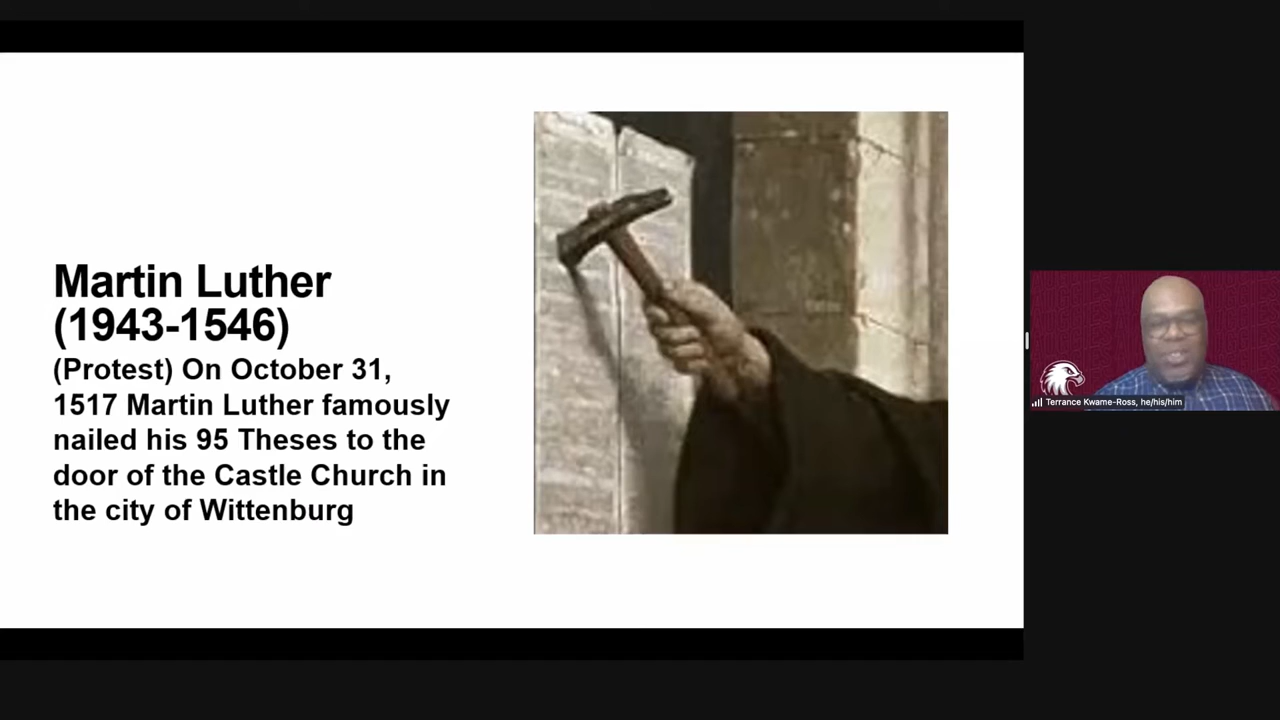 Martin Luther
(1943-1546)
(Protest) On October 31,
1517 Martin Luther famously
nailed his 95 Theses to the
door of the Castle Church in
the city of Wittenburg
Terrance Kwame-Ross, he/his/him